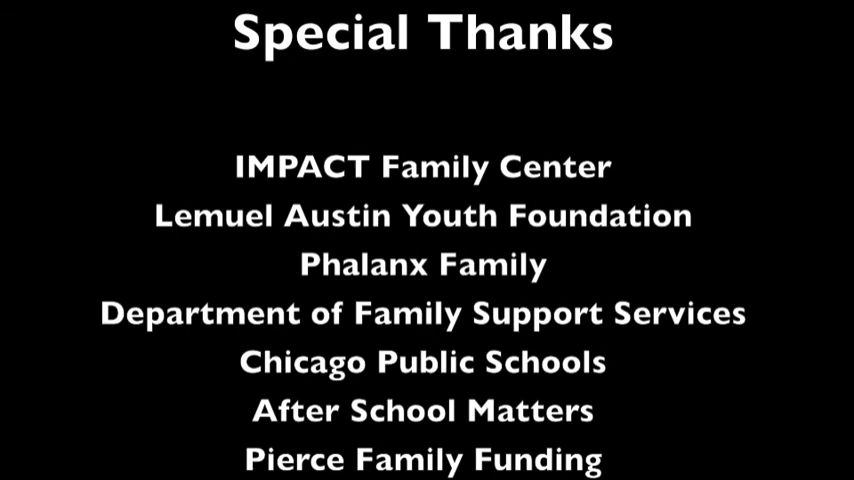 Special Thanks
IMPACT Family Center
Lemuel Austin Youth Foundation
Phalanx Family
Department of Family Support Services
Chicago Public Schools
After School Matters
Pierce Family Funding